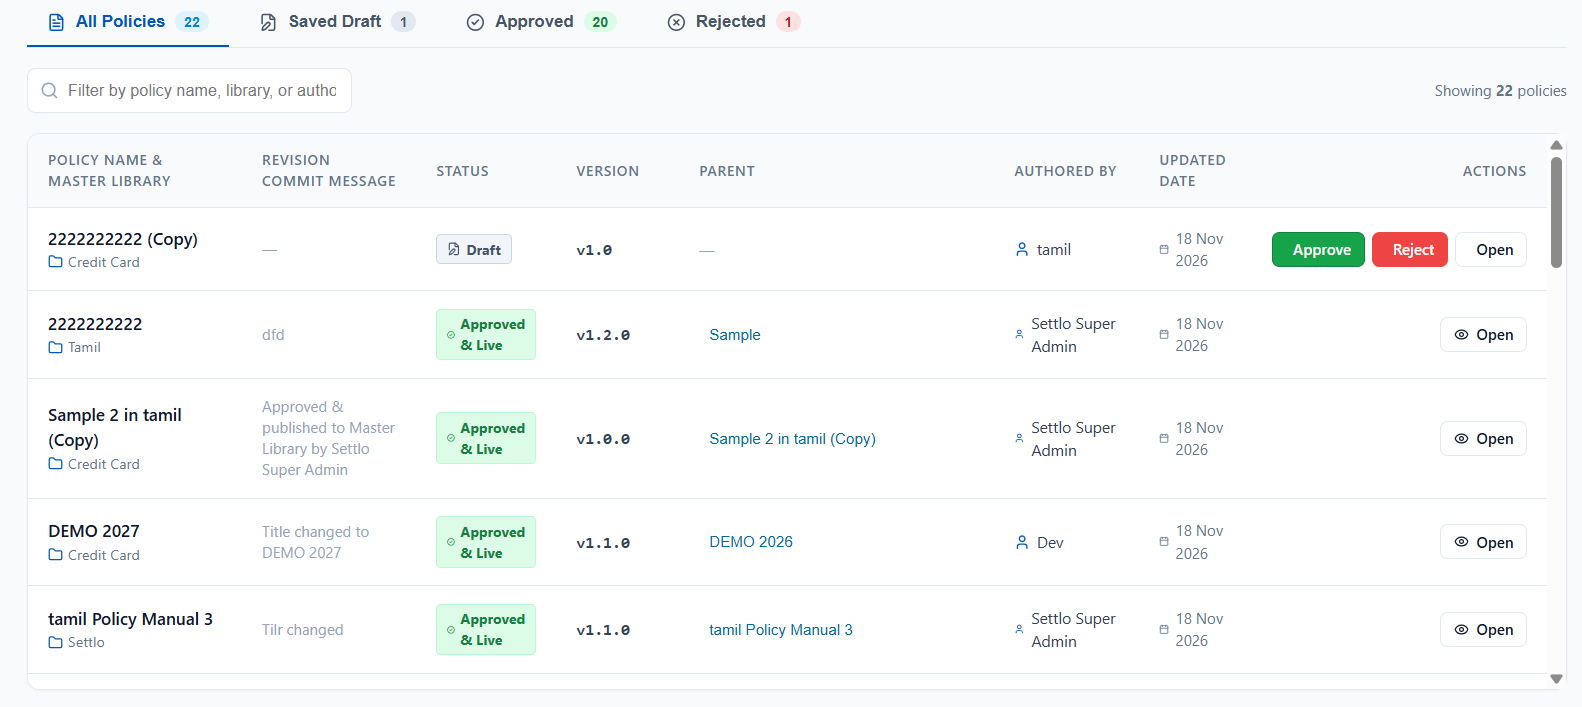 All Policies 22 Saved Draft 1 Approved 20 Rejected 1
Filter by policy name, library, or autho
Showing 22 policies
POLICY NAME & MASTER LIBRARY REVISION COMMIT MESSAGE STATUS VERSION PARENT AUTHORED BY UPDATED DATE ACTIONS
2222222222 (Copy)
Credit Card
—
Draft
v1.0
—
tamil
18 Nov
2026
Approve
Reject
Open
2222222222
Tamil
dfd
Approved
& Live
v1.2.0
Sample
Settlo Super
Admin
18 Nov
2026
Open
Sample 2 in tamil
(Copy)
Credit Card
Approved &
published to Master
Library by Settlo
Super Admin
Approved
& Live
v1.0.0
Sample 2 in tamil (Copy)
Settlo Super
Admin
18 Nov
2026
Open
DEMO 2027
Credit Card
Title changed to
DEMO 2027
Approved
& Live
v1.1.0
DEMO 2026
Dev
18 Nov
2026
Open
tamil Policy Manual 3
Settlo
Tilr changed
Approved
& Live
v1.1.0
tamil Policy Manual 3
Settlo Super
Admin
18 Nov
2026
Open